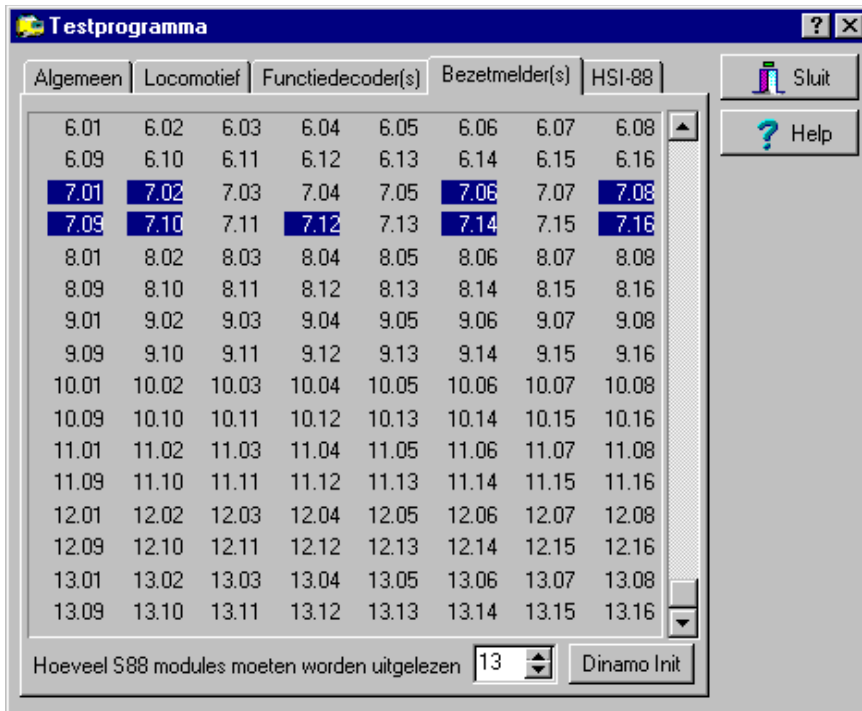 Testprogramma
Algemeen Locomotief Functiedecoder(s) Bezetmelder(s) HSI-88
Sluit
Help
6.01 6.02 6.03 6.04 6.05 6.06 6.07 6.08
6.09 6.10 6.11 6.12 6.13 6.14 6.15 6.16
7.01 7.02 7.03 7.04 7.05 7.06 7.07 7.08
7.09 7.10 7.11 7.12 7.13 7.14 7.15 7.16
8.01 8.02 8.03 8.04 8.05 8.06 8.07 8.08
8.09 8.10 8.11 8.12 8.13 8.14 8.15 8.16
9.01 9.02 9.03 9.04 9.05 9.06 9.07 9.08
9.09 9.10 9.11 9.12 9.13 9.14 9.15 9.16
10.01 10.02 10.03 10.04 10.05 10.06 10.07 10.08
10.09 10.10 10.11 10.12 10.13 10.14 10.15 10.16
11.01 11.02 11.03 11.04 11.05 11.06 11.07 11.08
11.09 11.10 11.11 11.12 11.13 11.14 11.15 11.16
12.01 12.02 12.03 12.04 12.05 12.06 12.07 12.08
12.09 12.10 12.11 12.12 12.13 12.14 12.15 12.16
13.01 13.02 13.03 13.04 13.05 13.06 13.07 13.08
13.09 13.10 13.11 13.12 13.13 13.14 13.15 13.16
Hoeveel S88 modules moeten worden uitgelezen 13 Dinamo Init